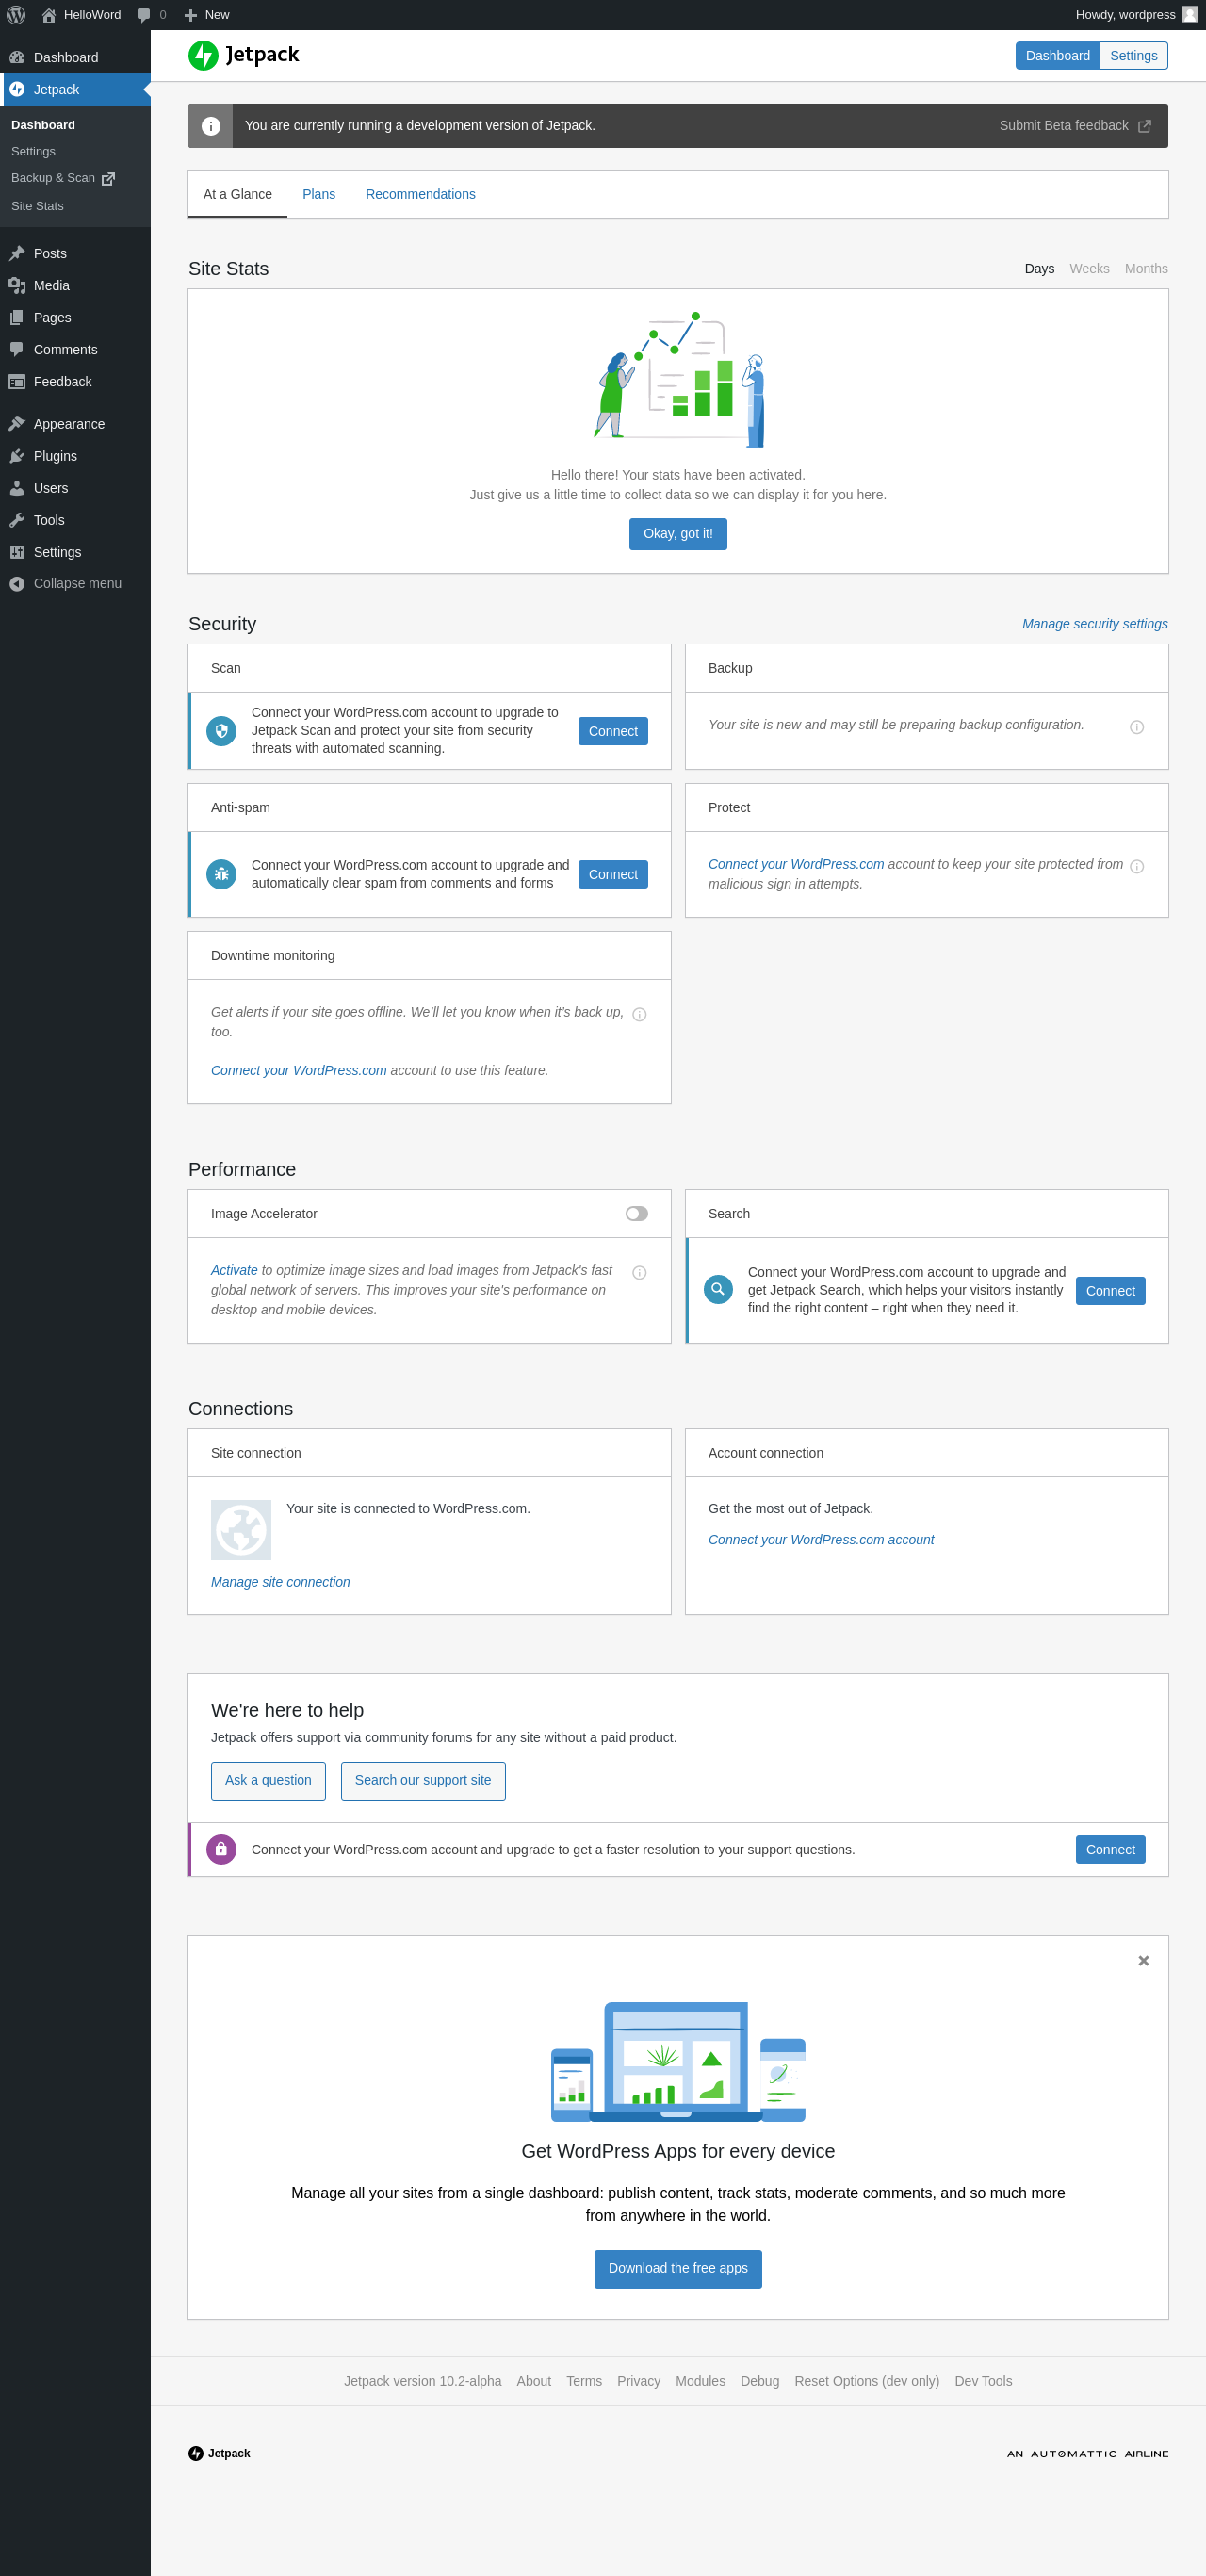 HelloWord 0 New Howdy, wordpress
Dashboard
Jetpack
Dashboard
Settings
Backup & Scan
Site Stats
Posts
Media
Pages
Comments
Feedback
Appearance
Plugins
Users
Tools
Settings
Collapse menu
Jetpack Dashboard Settings
You are currently running a development version of Jetpack. Submit Beta feedback
At a Glance Plans Recommendations
Site Stats Days Weeks Months
Hello there! Your stats have been activated.
Just give us a little time to collect data so we can display it for you here.
Okay, got it!
Security Manage security settings
Scan
Connect your WordPress.com account to upgrade to
Jetpack Scan and protect your site from security
threats with automated scanning.
Connect
Backup
Your site is new and may still be preparing backup configuration.
Anti-spam
Connect your WordPress.com account to upgrade and
automatically clear spam from comments and forms
Connect
Protect
Connect your WordPress.com account to keep your site protected from
malicious sign in attempts.
Downtime monitoring
Get alerts if your site goes offline. We’ll let you know when it’s back up,
too.
Connect your WordPress.com account to use this feature.
Performance
Image Accelerator
Activate to optimize image sizes and load images from Jetpack's fast
global network of servers. This improves your site's performance on
desktop and mobile devices.
Search
Connect your WordPress.com account to upgrade and
get Jetpack Search, which helps your visitors instantly
find the right content – right when they need it.
Connect
Connections
Site connection
Your site is connected to WordPress.com.
Manage site connection
Account connection
Get the most out of Jetpack.
Connect your WordPress.com account
We're here to help
Jetpack offers support via community forums for any site without a paid product.
Ask a question Search our support site
Connect your WordPress.com account and upgrade to get a faster resolution to your support questions. Connect
Get WordPress Apps for every device
Manage all your sites from a single dashboard: publish content, track stats, moderate comments, and so much more
from anywhere in the world.
Download the free apps
Jetpack version 10.2-alpha About Terms Privacy Modules Debug Reset Options (dev only) Dev Tools
Jetpack AN AUTOMATTIC AIRLINE